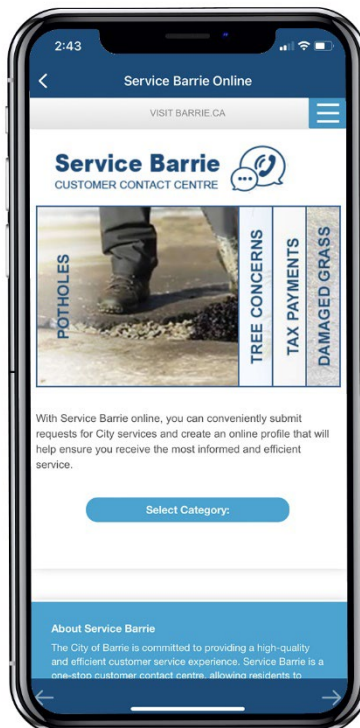 2:43
Service Barrie Online
VISIT BARRIE.CA
Service Barrie
CUSTOMER CONTACT CENTRE
POTHOLES
TREE CONCERNS
TAX PAYMENTS
DAMAGED GRASS
With Service Barrie online, you can conveniently submit
requests for City services and create an online profile that will
help ensure you receive the most informed and efficient
service.
Select Category:
About Service Barrie
The City of Barrie is committed to providing a high-quality
and efficient customer service experience. Service Barrie is a
one-stop customer contact centre, allowing residents to